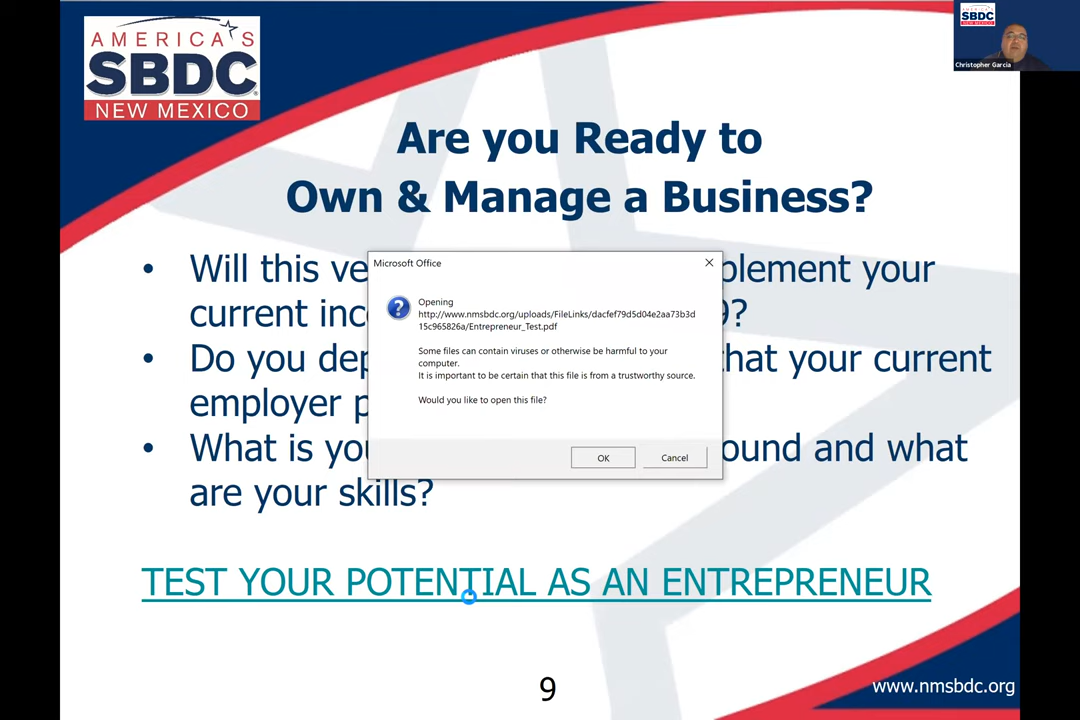 AMERICA'S
SBDC
NEW MEXICO
SBDC
NEW MEXICO
Christopher Garcia
Are you Ready to
Own & Manage a Business?
• Will this ve plement your
current inc 9?
• Do you dep that your current
employer p
• What is you ound and what
are your skills?
Microsoft Office
Opening
http://www.nmsbdc.org/uploads/FileLinks/dacfef79d5d04e2aa73b3d
15c965826a/Entrepreneur_Test.pdf
Some files can contain viruses or otherwise be harmful to your
computer.
It is important to be certain that this file is from a trustworthy source.
Would you like to open this file?
OK Cancel
TEST YOUR POTENTIAL AS AN ENTREPRENEUR
9
www.nmsbdc.org